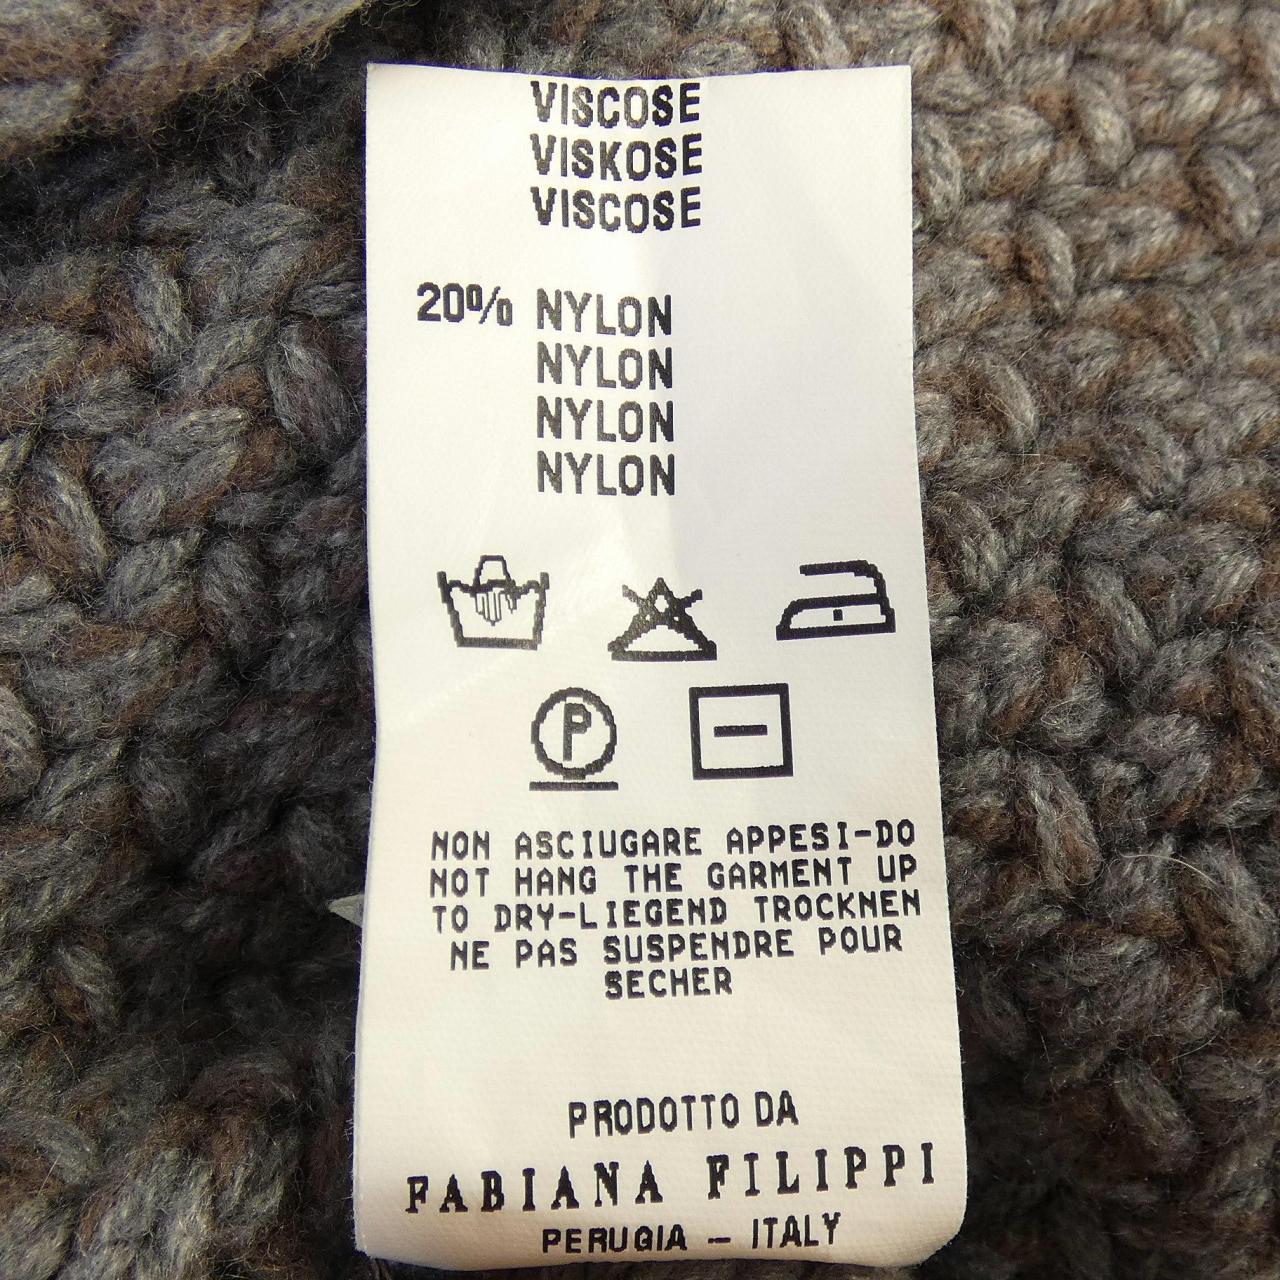 VISCOSE
VISKOSE
VISCOSE
20% NYLON
NYLON
NYLON
NYLON
P
NON ASCIUGARE APPESI-DO
NOT HANG THE GARMENT UP
TO DRY-LIEGEND TROCKNEN
NE PAS SUSPENDRE POUR
SECHER
PRODOTTO DA
FABIANA FILIPPI
PERUGIA – ITALY